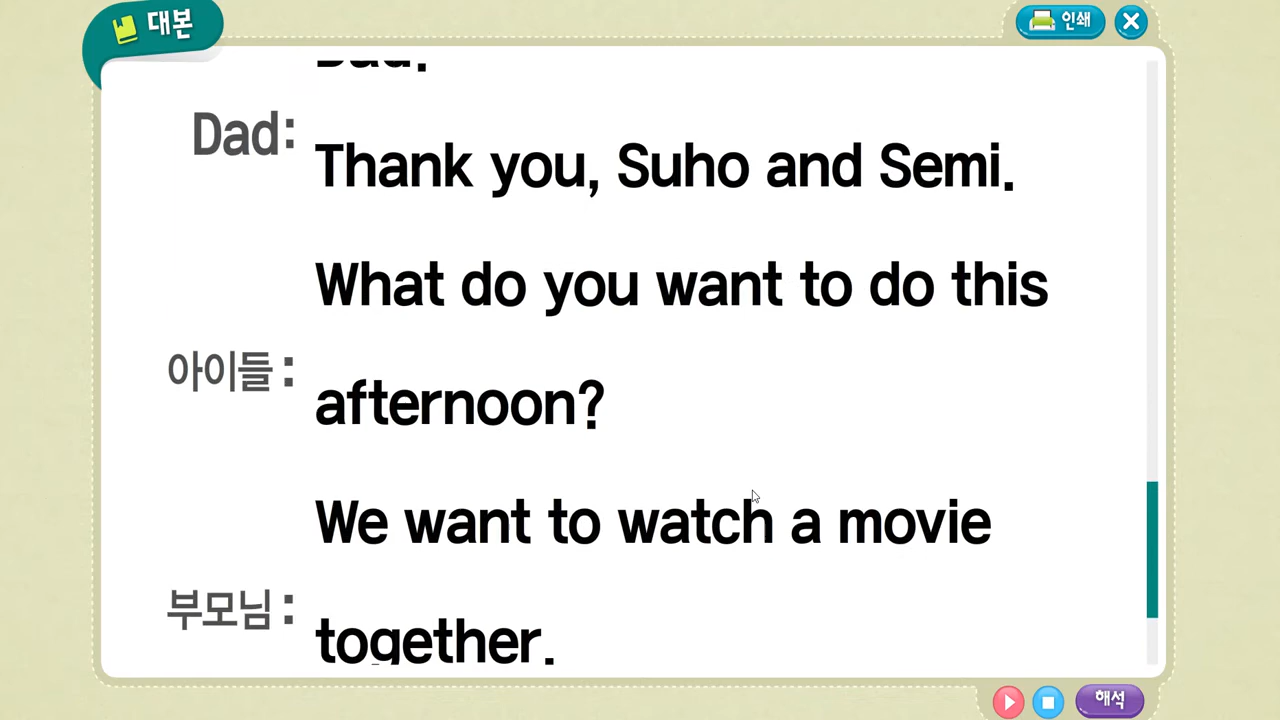 대본
인쇄
Dad.
Dad:
Thank you, Suho and Semi.
What do you want to do this
아이들:
afternoon?
We want to watch a movie
부모님:
together.
해석